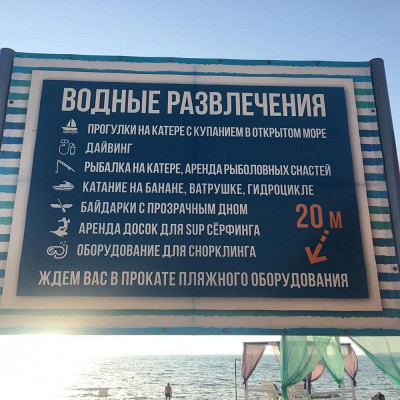 ВОДНЫЕ РАЗВЛЕЧЕНИЯ
ПРОГУЛКИ НА КАТЕРЕ С КУПАНИЕМ В ОТКРЫТОМ МОРЕ
ДАЙВИНГ
РЫБАЛКА НА КАТЕРЕ, АРЕНДА РЫБОЛОВНЫХ СНАСТЕЙ
КАТАНИЕ НА БАНАНЕ, ВАТРУШКЕ, ГИДРОЦИКЛЕ
БАЙДАРКИ С ПРОЗРАЧНЫМ ДНОМ
АРЕНДА ДОСОК ДЛЯ SUP СЁРФИНГА
20 М
ОБОРУДОВАНИЕ ДЛЯ СНОРКЛИНГА
ЖДЕМ ВАС В ПРОКАТЕ ПЛЯЖНОГО ОБОРУДОВАНИЯ